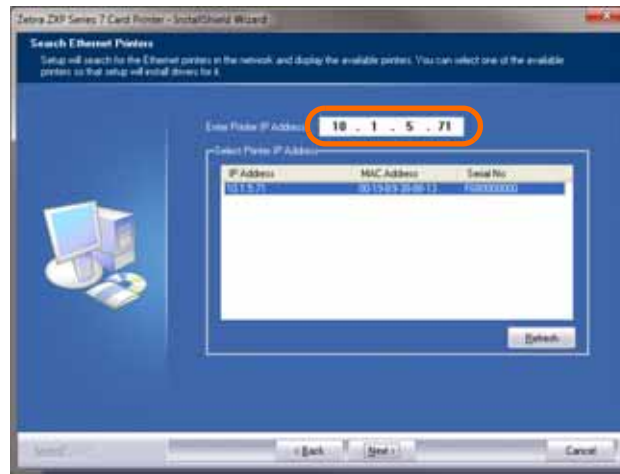 Zebra ZXP Series 7 Card Printer - InstallShield Wizard
Search Ethernet Printers
Setup will search for the Ethernet printers in the network and display the available printers. You can select one of the available
printers so that setup will install drivers for it.
Enter Printer IP Address
10 . 1 . 5 . 71
Select Printer IP Address
IP Address MAC Address Serial No
10.1.5.71
Refresh
< Back Next > Cancel